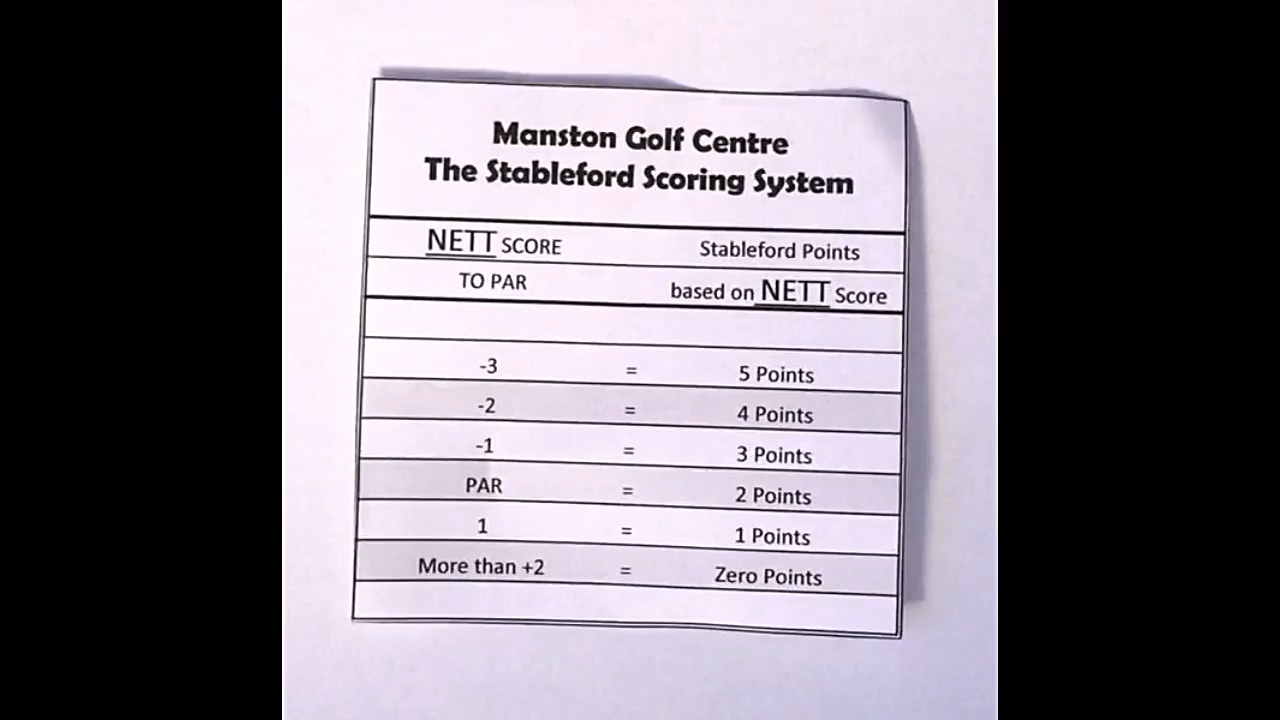 Manston Golf Centre
The Stableford Scoring System
NETT SCORE Stableford Points
TO PAR based on NETT Score
-3 = 5 Points
-2 = 4 Points
-1 = 3 Points
PAR = 2 Points
1 = 1 Points
More than +2 = Zero Points